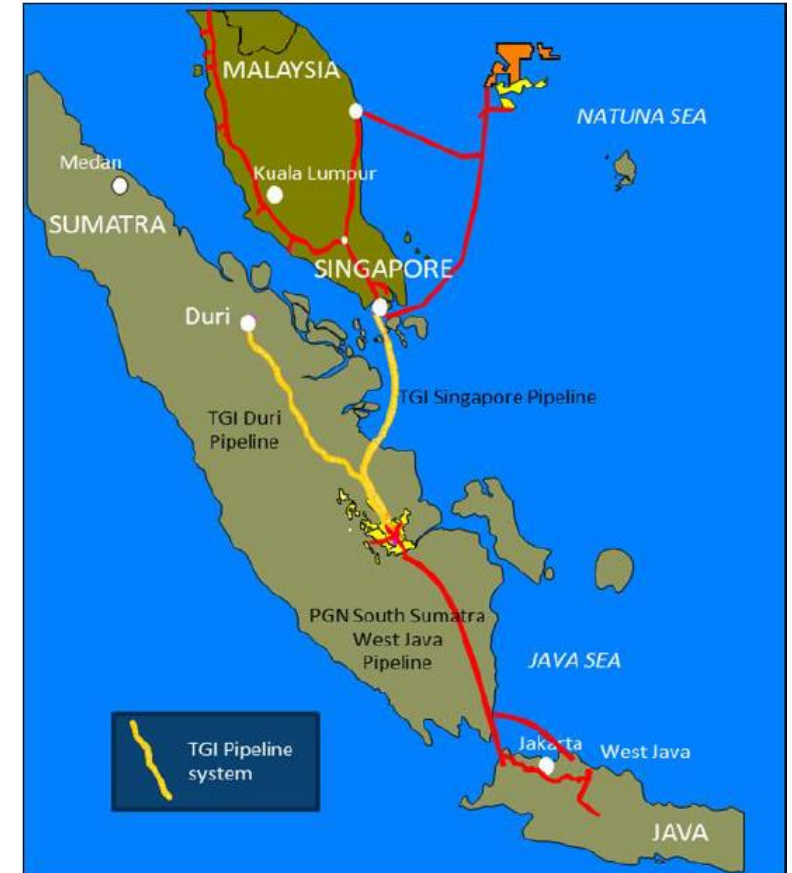 MALAYSIA
NATUNA SEA
Medan
Kuala Lumpur
SUMATRA
SINGAPORE
Duri
TGI Singapore Pipeline
TGI Duri
Pipeline
PGN South Sumatra
West Java
Pipeline
JAVA SEA
Jakarta
West Java
TGI Pipeline
system
JAVA